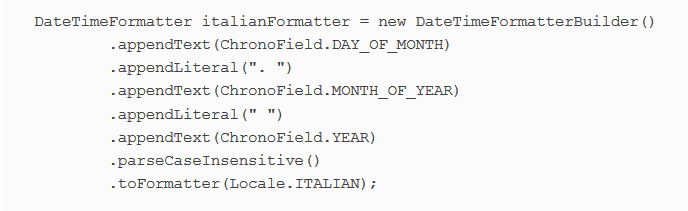 DateTimeFormatter italianFormatter = new DateTimeFormatterBuilder()
.appendText(ChronoField.DAY_OF_MONTH)
.appendLiteral(". ")
.appendText(ChronoField.MONTH_OF_YEAR)
.appendLiteral(" ")
.appendText(ChronoField.YEAR)
.parseCaseInsensitive()
.toFormatter(Locale.ITALIAN);